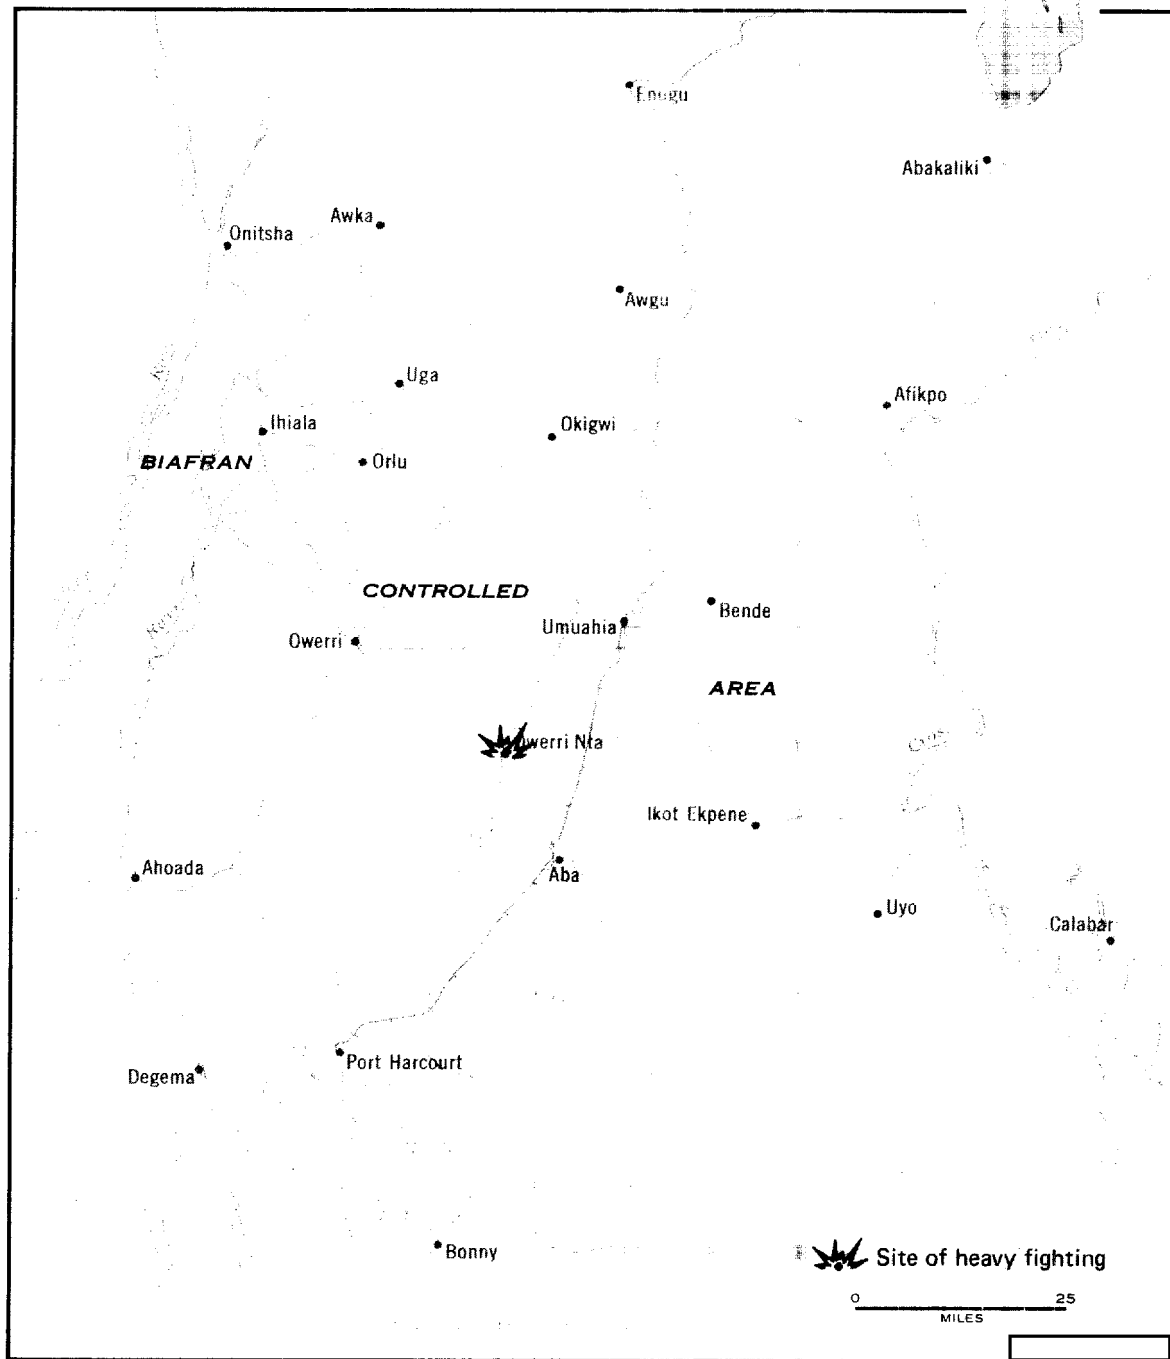 Enugu
Abakaliki
Awka
Onitsha
Awgu
Uga
Afikpo
Ihiala
Okigwi
BIAFRAN
Orlu
CONTROLLED
Bende
Umuahia
Owerri
AREA
Owerri Nta
Ikot Ekpene
Ahoada
Aba
Uyo
Calabar
Port Harcourt
Degema
Bonny
Site of heavy fighting
0 25
MILES